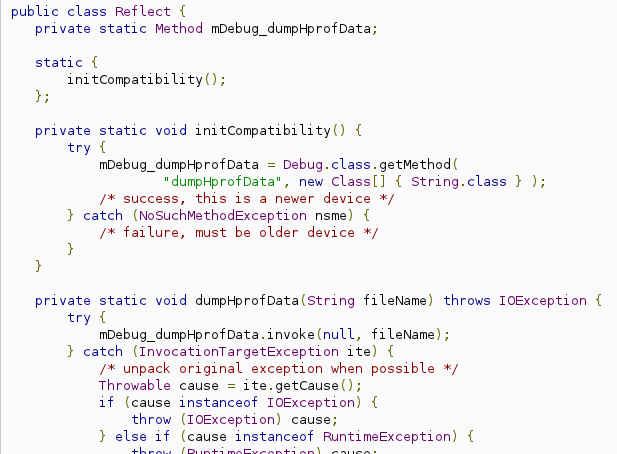 public class Reflect {
   private static Method mDebug_dumpHprofData;

   static {
       initCompatibility();
   };

   private static void initCompatibility() {
       try {
           mDebug_dumpHprofData = Debug.class.getMethod(
                   "dumpHprofData", new Class[] { String.class } );
           /* success, this is a newer device */
       } catch (NoSuchMethodException nsme) {
           /* failure, must be older device */
       }
   }

   private static void dumpHprofData(String fileName) throws IOException {
       try {
           mDebug_dumpHprofData.invoke(null, fileName);
       } catch (InvocationTargetException ite) {
           /* unpack original exception when possible */
           Throwable cause = ite.getCause();
           if (cause instanceof IOException) {
               throw (IOException) cause;
           } else if (cause instanceof RuntimeException) {
               throw (RuntimeException) cause;